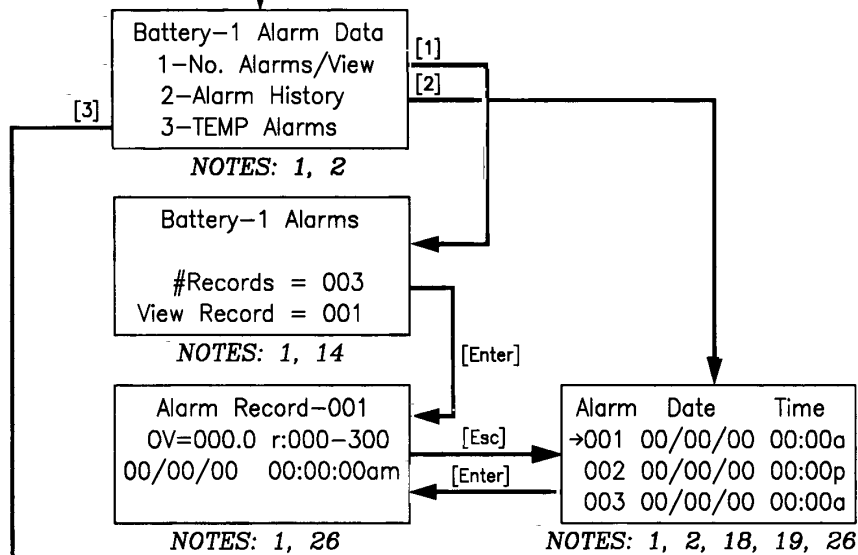 Battery-1 Alarm Data
1-No. Alarms/View
2-Alarm History
3-TEMP Alarms
[1]
[2]
[3]
NOTES: 1, 2
Battery-1 Alarms
#Records = 003
View Record = 001
NOTES: 1, 14
[Enter]
Alarm Record-001
OV=000.0 r:000-300
00/00/00 00:00:00am
NOTES: 1, 26
[Esc]
[Enter]
Alarm Date Time
→001 00/00/00 00:00a
002 00/00/00 00:00p
003 00/00/00 00:00a
NOTES: 1, 2, 18, 19, 26